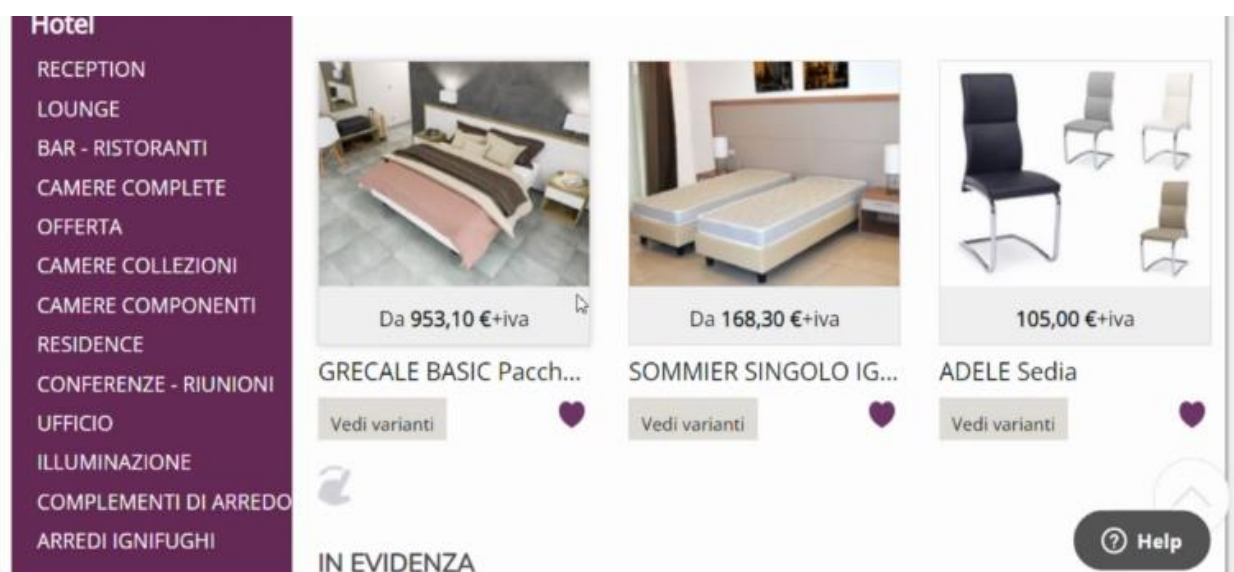 Hotel
RECEPTION
LOUNGE
BAR - RISTORANTI
CAMERE COMPLETE
OFFERTA
CAMERE COLLEZIONI
CAMERE COMPONENTI
RESIDENCE
CONFERENZE - RIUNIONI
UFFICIO
ILLUMINAZIONE
COMPLEMENTI DI ARREDO
ARREDI IGNIFUGHI
Da 953,10 €+iva
Da 168,30 €+iva
105,00 €+iva
GRECALE BASIC Pacch...
SOMMIER SINGOLO IG...
ADELE Sedia
Vedi varianti
Vedi varianti
Vedi varianti
IN EVIDENZA
Help